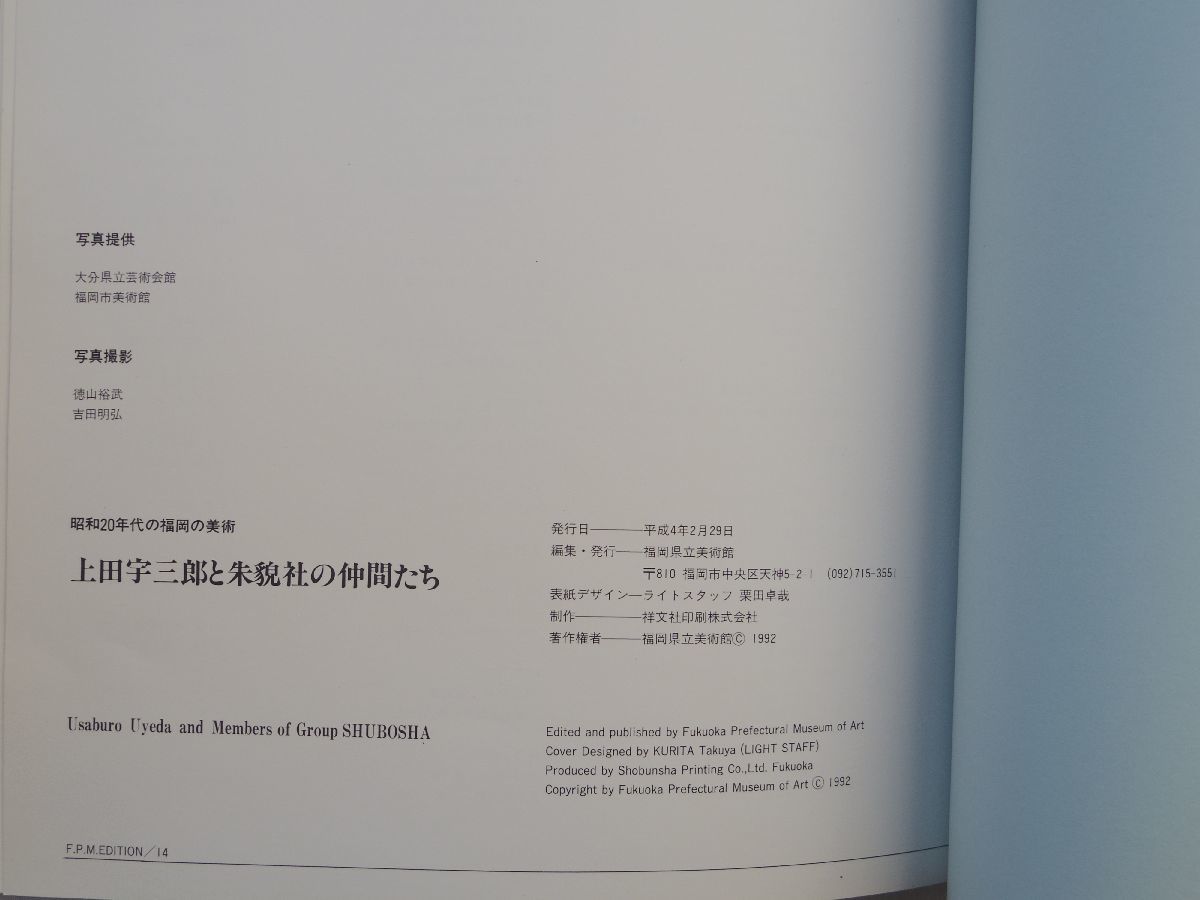 写真提供
大分県立芸術会館
福岡市美術館
写真撮影
徳山裕武
吉田明弘
昭和20年代の福岡の美術
上田宇三郎と朱貌社の仲間たち
発行日――平成4年2月29日
編集・発行――福岡県立美術館
〒810 福岡市中央区天神5-2-1 (092)715-3551
表紙デザイン―ライトスタッフ 栗田卓哉
制作――祥文社印刷株式会社
著作権者――福岡県立美術館Ⓒ 1992
Usaburo Uyeda and Members of Group SHUBOSHA
Edited and published by Fukuoka Prefectural Museum of Art
Cover Designed by KURITA Takuya (LIGHT STAFF)
Produced by Shobunsha Printing Co.,Ltd. Fukuoka
Copyright by Fukuoka Prefectural Museum of Art Ⓒ 1992
F.P.M.EDITION/14